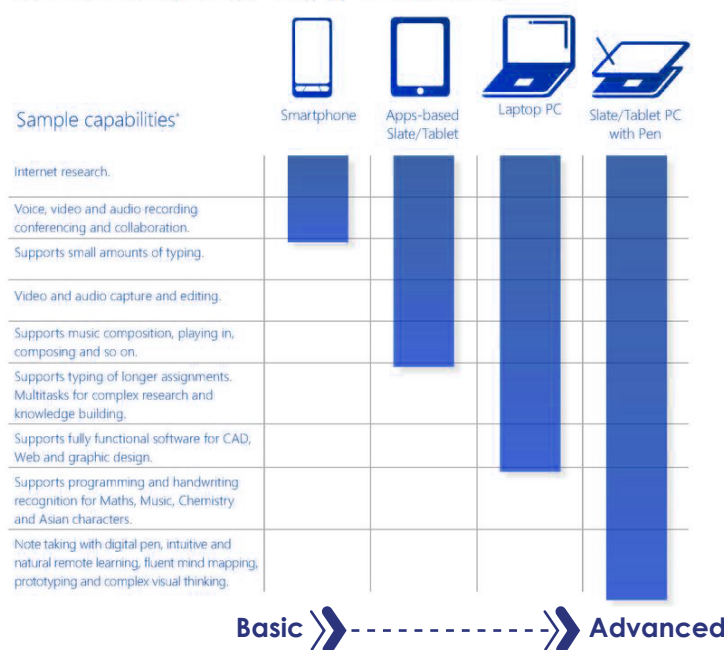 Smartphone
Apps-based
Slate/Tablet
Laptop PC
Slate/Tablet PC
with Pen
Sample capabilities*
Internet research.
Voice, video and audio recording
conferencing and collaboration.
Supports small amounts of typing.
Video and audio capture and editing.
Supports music composition, playing in,
composing and so on.
Supports typing of longer assignments.
Multitasks for complex research and
knowledge building.
Supports fully functional software for CAD,
Web and graphic design.
Supports programming and handwriting
recognition for Maths, Music, Chemistry
and Asian characters.
Note taking with digital pen, intuitive and
natural remote learning, fluent mind mapping,
prototyping and complex visual thinking.
Basic
Advanced